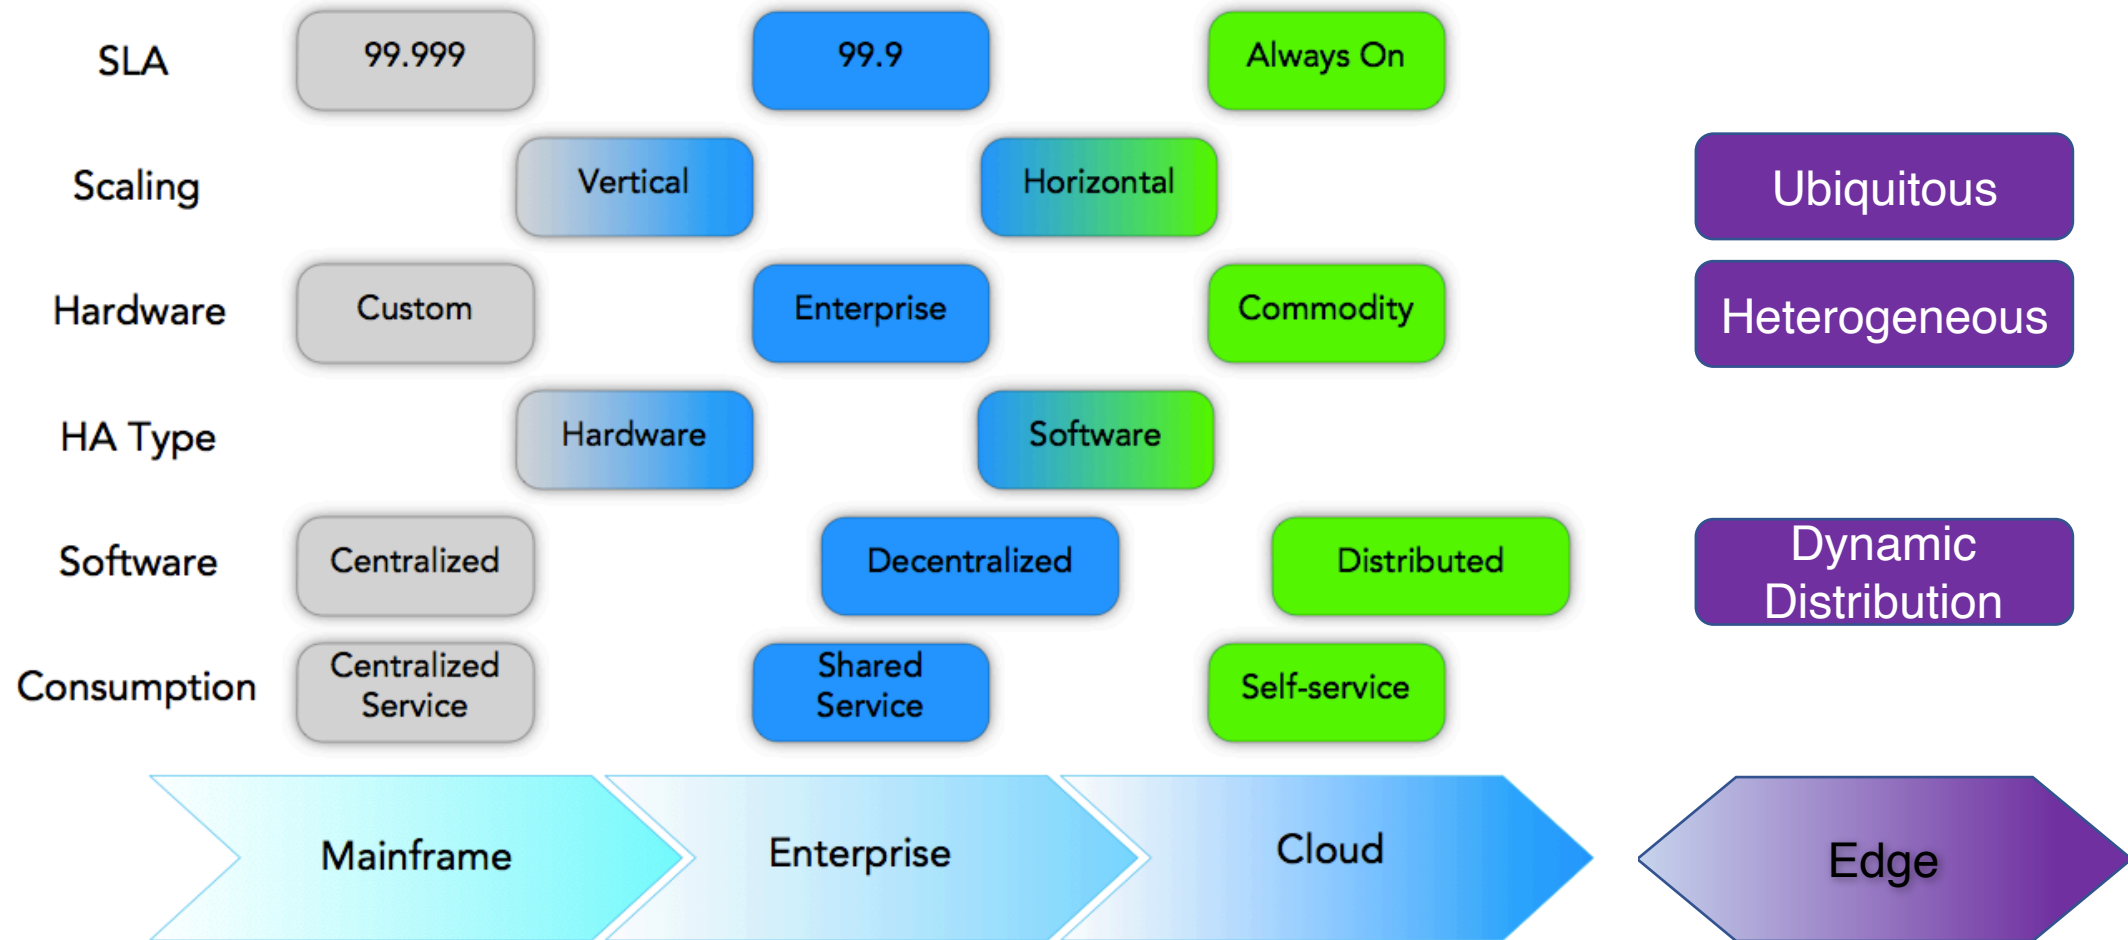 SLA 99.999 99.9 Always On
Scaling Vertical Horizontal Ubiquitous
Hardware Custom Enterprise Commodity Heterogeneous
HA Type Hardware Software
Software Centralized Decentralized Distributed Dynamic
Distribution
Consumption Centralized
Service
Shared
Service
Self-service
Mainframe Enterprise Cloud Edge